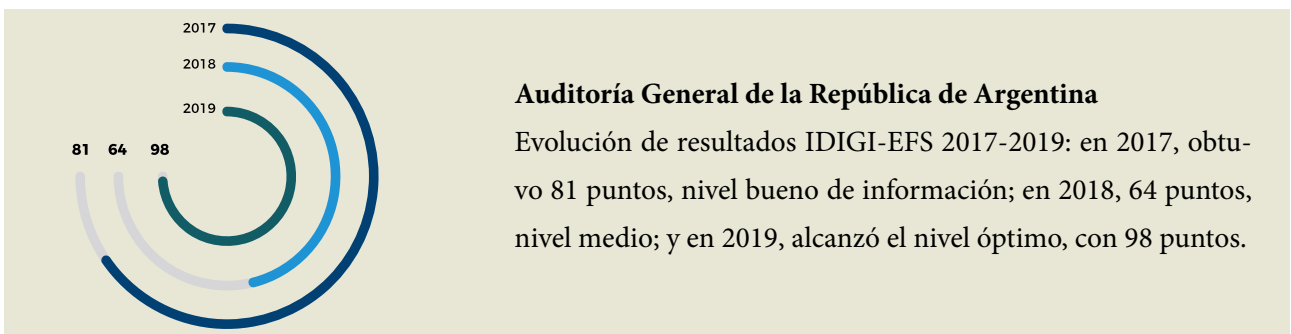 2017
2018
2019
81 64 98
Auditoría General de la República de Argentina
Evolución de resultados IDIGI-EFS 2017-2019: en 2017, obtu-
vo 81 puntos, nivel bueno de información; en 2018, 64 puntos,
nivel medio; y en 2019, alcanzó el nivel óptimo, con 98 puntos.